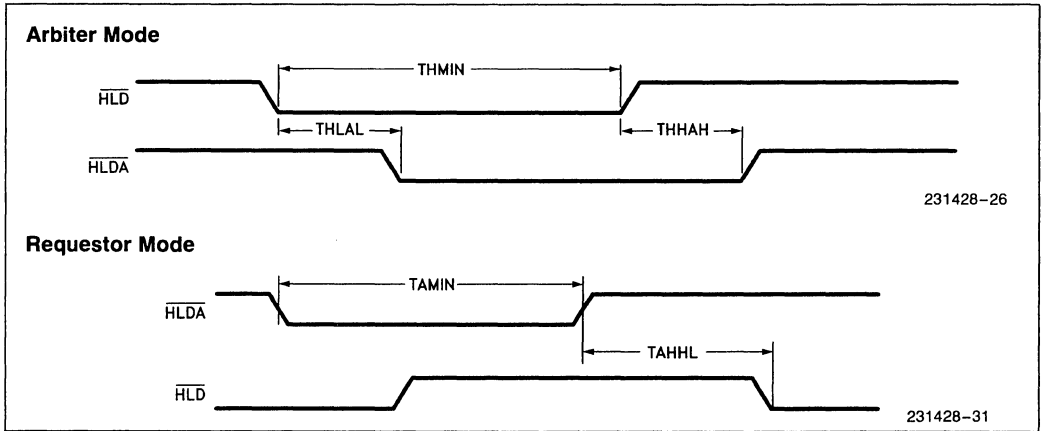 Arbiter Mode
THMIN
HLD
THLAL
THHAH
HLDA
231428–26
Requestor Mode
TAMIN
HLDA
TAHHL
HLD
231428–31